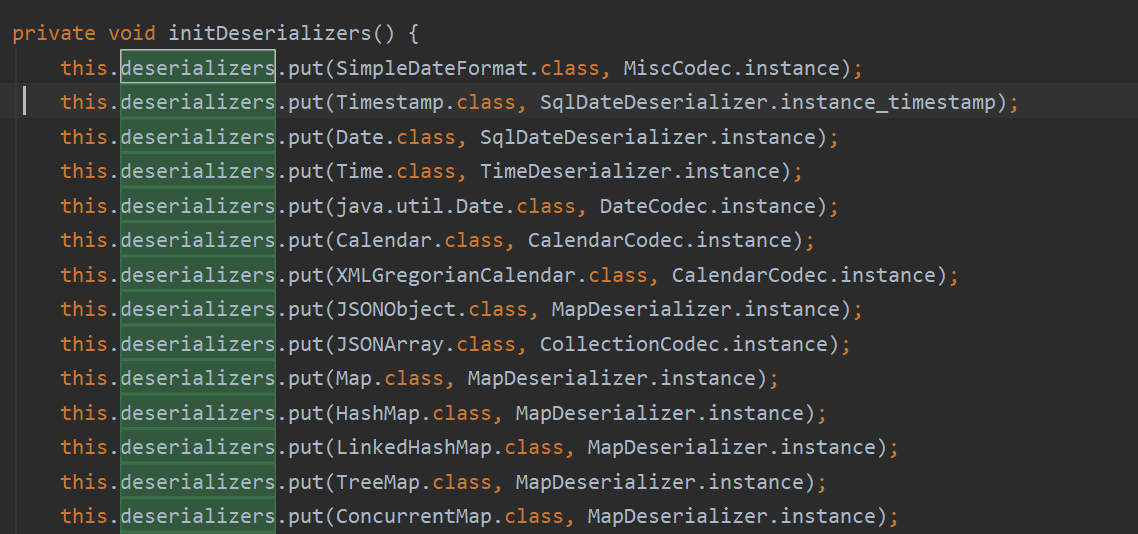 private void initDeserializers() {
this.deserializers.put(SimpleDateFormat.class, MiscCodec.instance);
this.deserializers.put(Timestamp.class, SqlDateDeserializer.instance_timestamp);
this.deserializers.put(Date.class, SqlDateDeserializer.instance);
this.deserializers.put(Time.class, TimeDeserializer.instance);
this.deserializers.put(java.util.Date.class, DateCodec.instance);
this.deserializers.put(Calendar.class, CalendarCodec.instance);
this.deserializers.put(XMLGregorianCalendar.class, CalendarCodec.instance);
this.deserializers.put(JSONObject.class, MapDeserializer.instance);
this.deserializers.put(JSONArray.class, CollectionCodec.instance);
this.deserializers.put(Map.class, MapDeserializer.instance);
this.deserializers.put(HashMap.class, MapDeserializer.instance);
this.deserializers.put(LinkedHashMap.class, MapDeserializer.instance);
this.deserializers.put(TreeMap.class, MapDeserializer.instance);
this.deserializers.put(ConcurrentMap.class, MapDeserializer.instance);